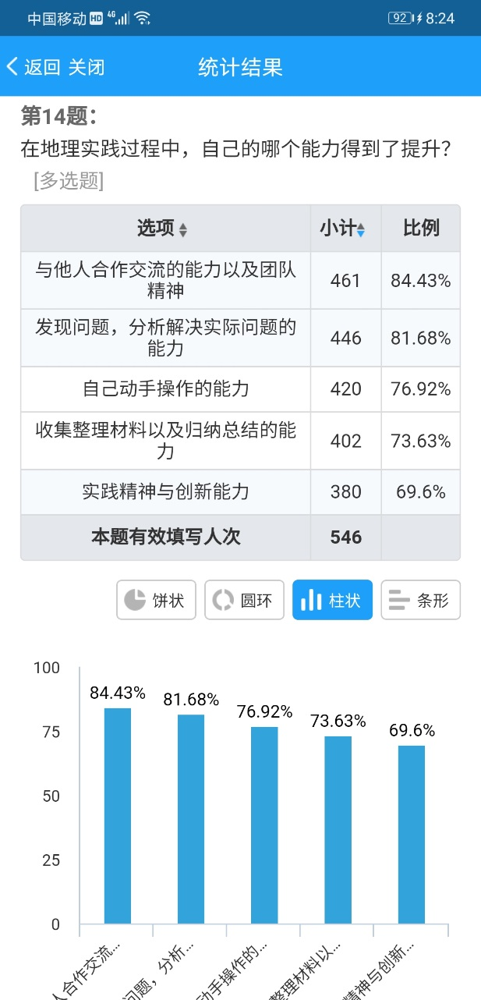 中国移动 HD 4G 92 8:24
返回 关闭 统计结果
第14题：
在地理实践过程中，自己的哪个能力得到了提升？
[多选题]
选项 小计 比例
与他人合作交流的能力以及团队
精神 461 84.43%
发现问题，分析解决实际问题的
能力 446 81.68%
自己动手操作的能力 420 76.92%
收集整理材料以及归纳总结的能
力 402 73.63%
实践精神与创新能力 380 69.6%
本题有效填写人次 546
饼状 圆环 柱状 条形
100
84.43% 81.68% 76.92% 73.63% 69.6%
75
50
25
0
人合作交流... 问题，分析... 动手操作的... 整理材料以... 精神与创新...